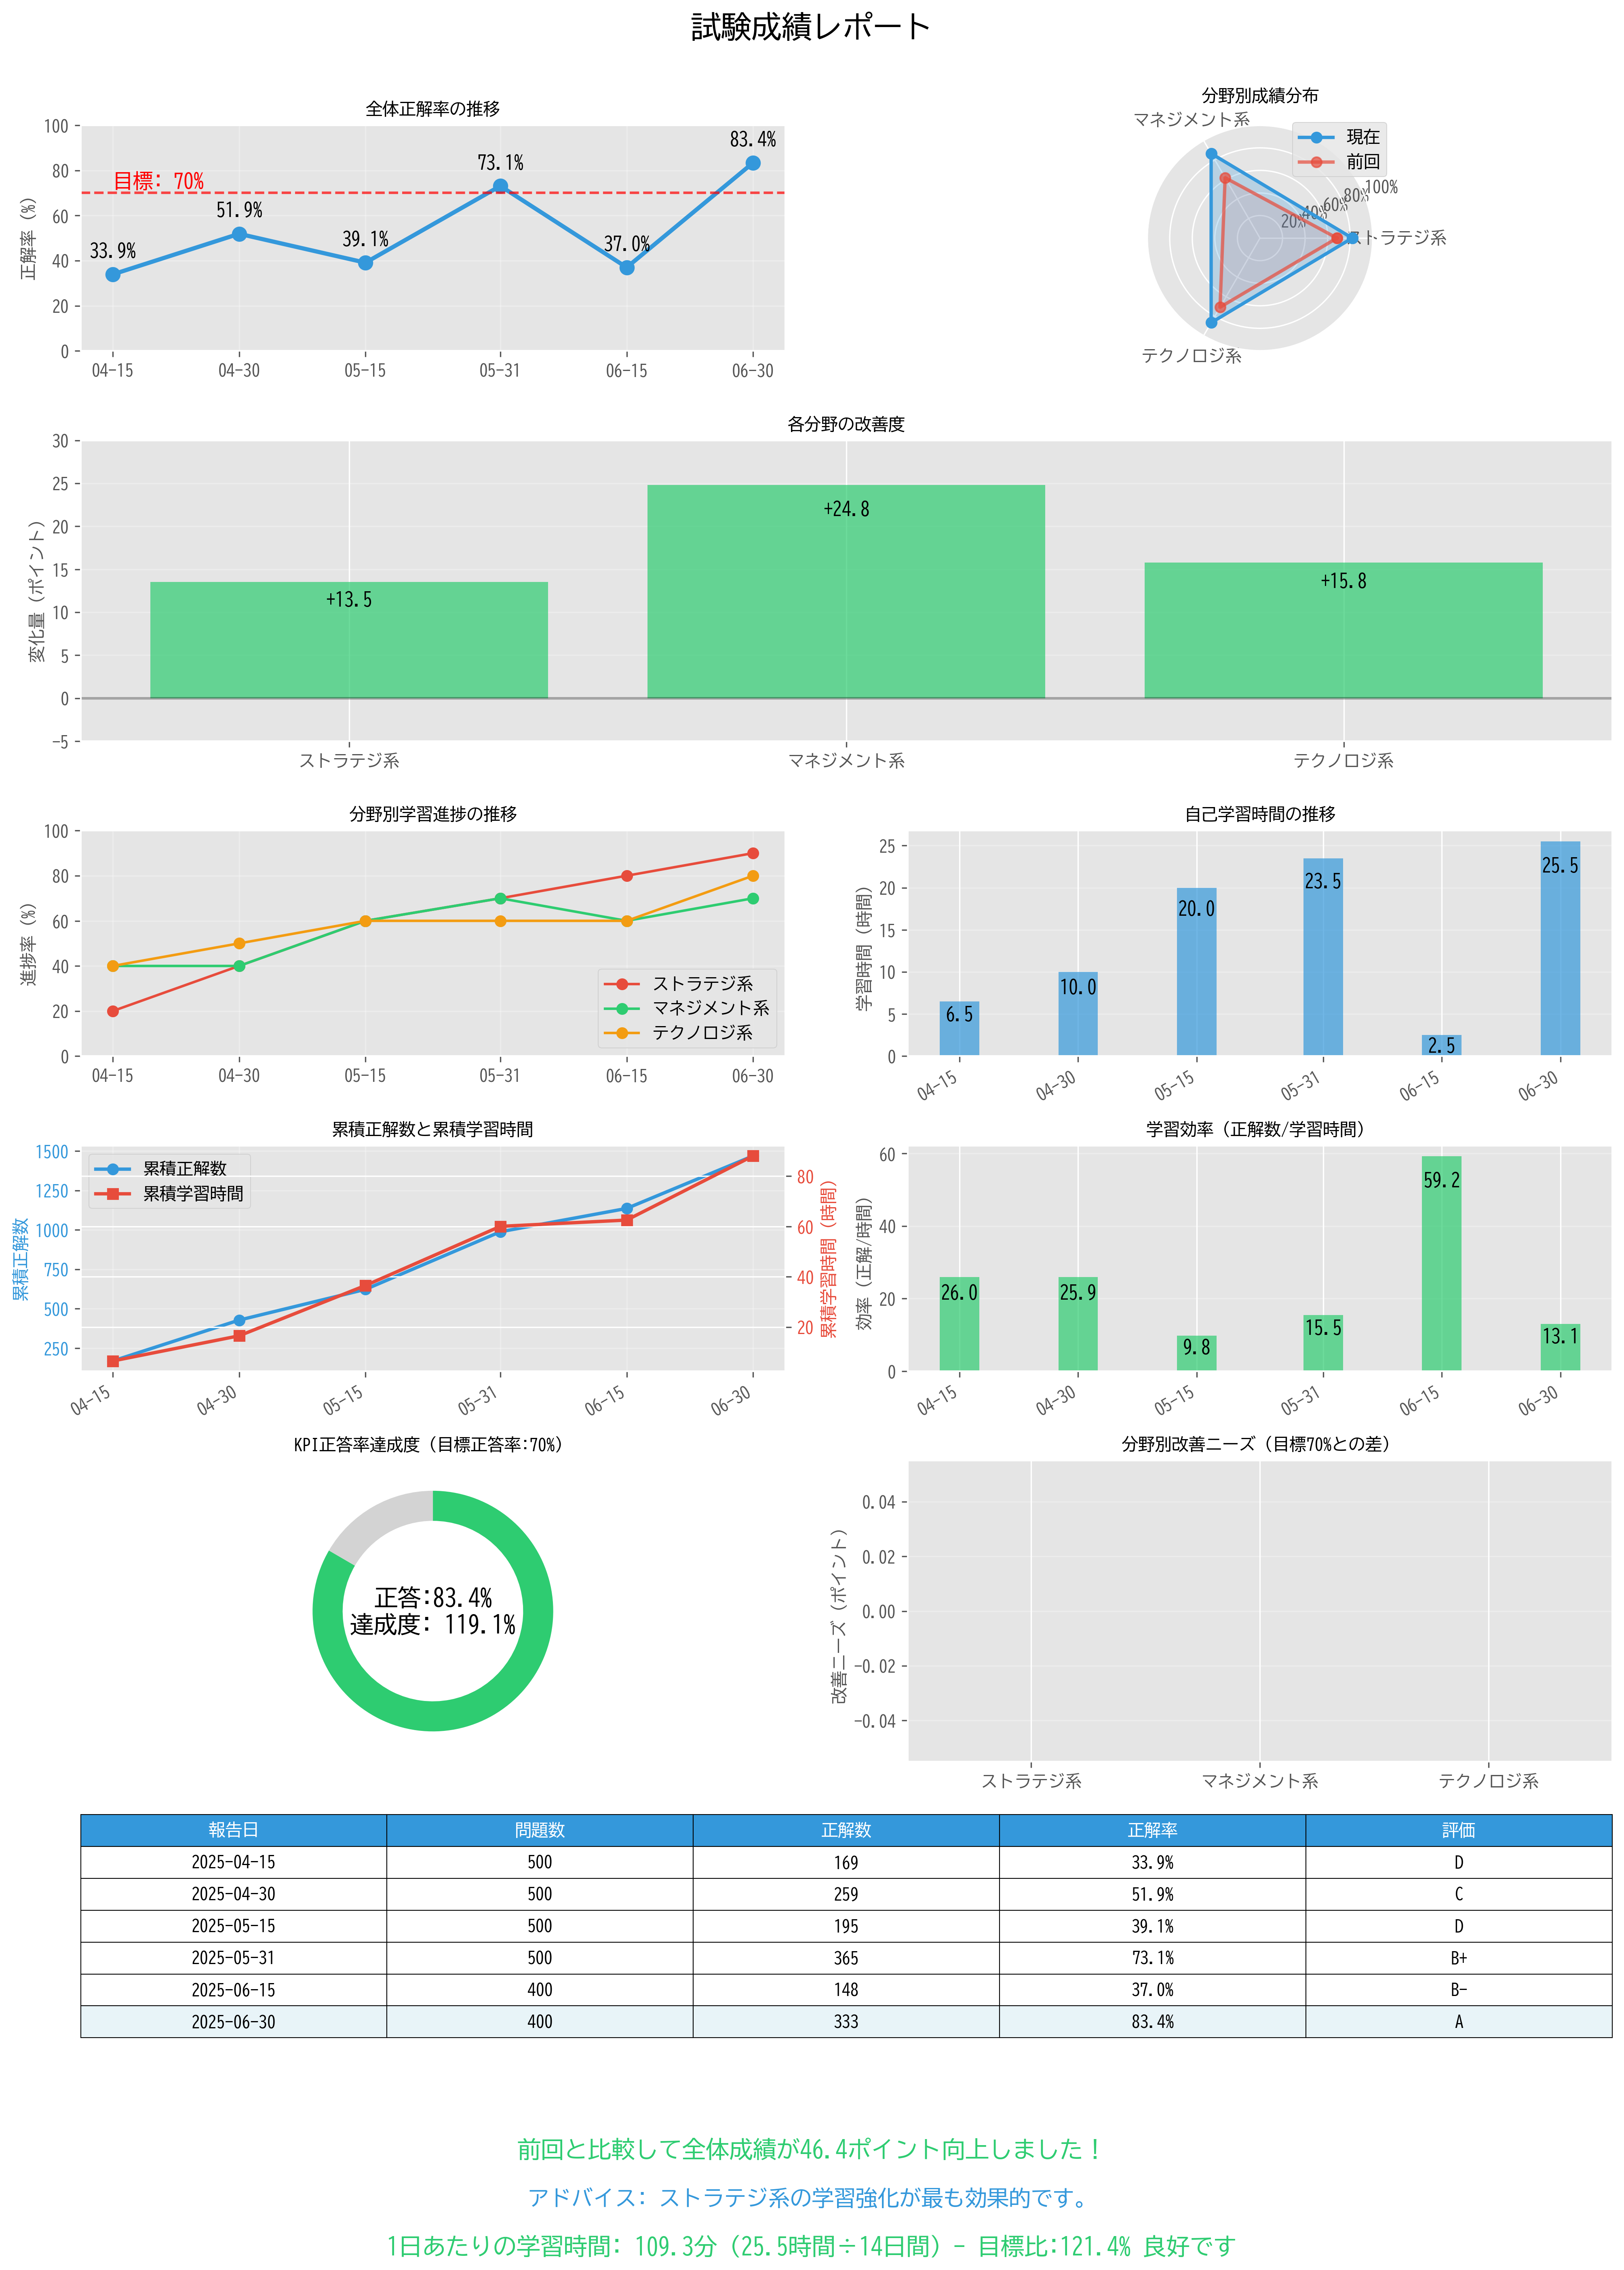 試験成績レポート
全体正解率の推移
正解率 (%)
100
80
60
40
20
0
目標: 70%
33.9%
51.9%
39.1%
73.1%
37.0%
83.4%
04-15
04-30
05-15
05-31
06-15
06-30
分野別成績分布
マネジメント系
現在
前回
20%
40%
60%
80%
100%
ストラテジ系
テクノロジ系
各分野の改善度
変化量 (ポイント)
30
25
20
15
10
5
0
-5
+13.5
+24.8
+15.8
ストラテジ系
マネジメント系
テクノロジ系
分野別学習進捗の推移
進捗率 (%)
100
80
60
40
20
0
ストラテジ系
マネジメント系
テクノロジ系
04-15
04-30
05-15
05-31
06-15
06-30
自己学習時間の推移
学習時間 (時間)
25
20
15
10
5
0
6.5
10.0
20.0
23.5
2.5
25.5
04-15
04-30
05-15
05-31
06-15
06-30
累積正解数と累積学習時間
累積正解数
1500
1250
1000
750
500
250
累積正解数
累積学習時間
80
60
40
20
累積学習時間 (時間)
04-15
04-30
05-15
05-31
06-15
06-30
学習効率 (正解数/学習時間)
効率 (正解/時間)
60
40
20
0
26.0
25.9
9.8
15.5
59.2
13.1
04-15
04-30
05-15
05-31
06-15
06-30
KPI正答率達成度 (目標正答率:70%)
正答:83.4%
達成度: 119.1%
分野別改善ニーズ (目標70%との差)
改善ニーズ (ポイント)
0.04
0.02
0.00
-0.02
-0.04
ストラテジ系
マネジメント系
テクノロジ系
報告日 問題数 正解数 正解率 評価
2025-04-15 500 169 33.9% D
2025-04-30 500 259 51.9% C
2025-05-15 500 195 39.1% D
2025-05-31 500 365 73.1% B+
2025-06-15 400 148 37.0% B-
2025-06-30 400 333 83.4% A
前回と比較して全体成績が46.4ポイント向上しました！
アドバイス: ストラテジ系の学習強化が最も効果的です。
1日あたりの学習時間: 109.3分 (25.5時間÷14日間) - 目標比:121.4% 良好です